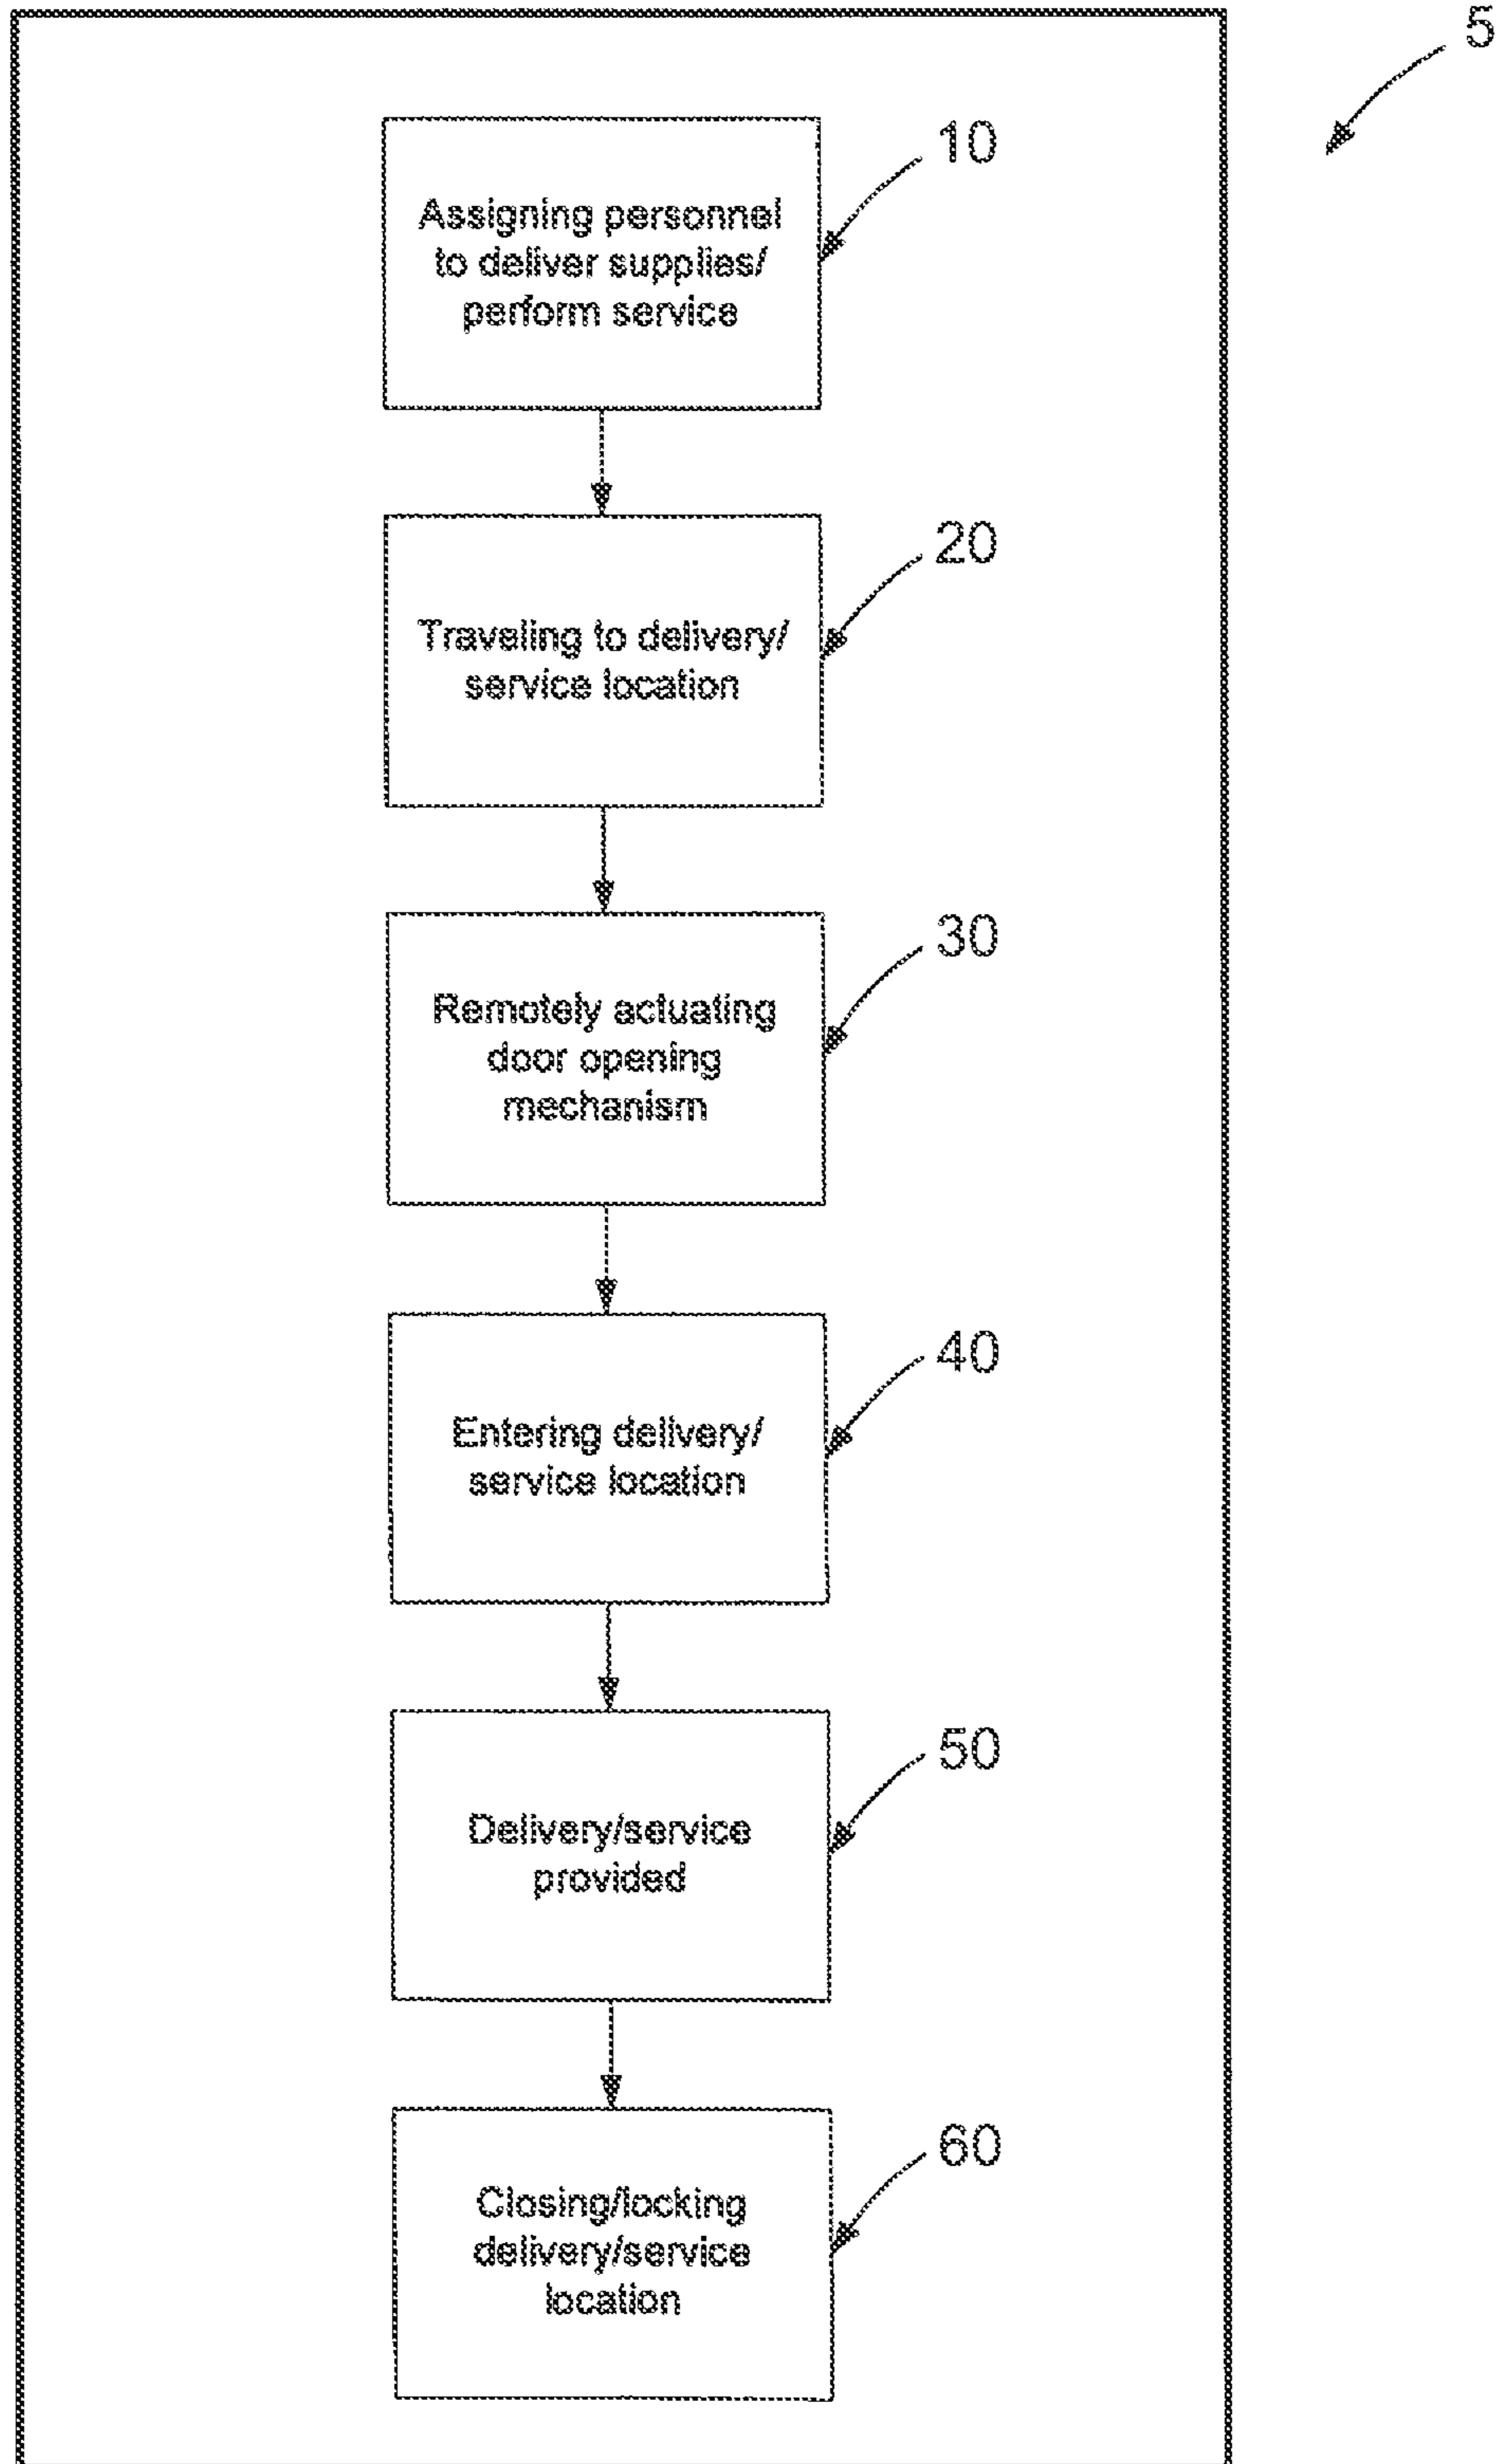 5
10
Assigning personnel
to deliver supplies/
perform service
20
Traveling to delivery/
service location
30
Remotely actuating
door opening
mechanism
40
Entering delivery/
service location
50
Delivery/service
provided
60
Closing/locking
delivery/service
location